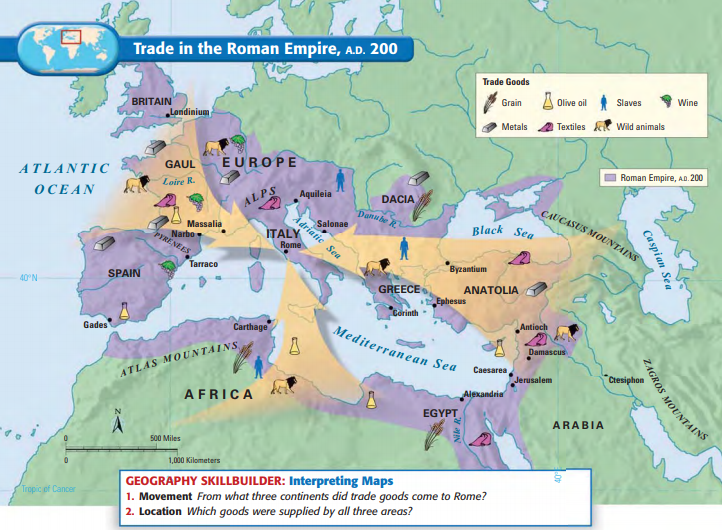 Trade in the Roman Empire, A.D. 200
Trade Goods
Grain
Olive oil
Slaves
Wine
Metals
Textiles
Wild animals
Roman Empire, A.D. 200
BRITAIN
Londinium
ATLANTIC
OCEAN
GAUL
EUROPE
Loire R.
ALPS
Aquileia
DACIA
Danube R.
CAUCASUS MOUNTAINS
Caspian Sea
Massalia
Narbo
PYRENEES
ITALY
Rome
Adriatic Sea
Salonae
Black Sea
Tarraco
40°N
SPAIN
Byzantium
GREECE
ANATOLIA
Ephesus
Corinth
Gades
Carthage
Mediterranean Sea
Antioch
Damascus
ATLAS MOUNTAINS
Caesarea
Jerusalem
Ctesiphon
ZAGROS MOUNTAINS
AFRICA
Alexandria
EGYPT
Nile R.
ARABIA
N
0 500 Miles
0 1,000 Kilometers
Tropic of Cancer
40°
GEOGRAPHY SKILLBUILDER: Interpreting Maps
1. Movement From what three continents did trade goods come to Rome?
2. Location Which goods were supplied by all three areas?